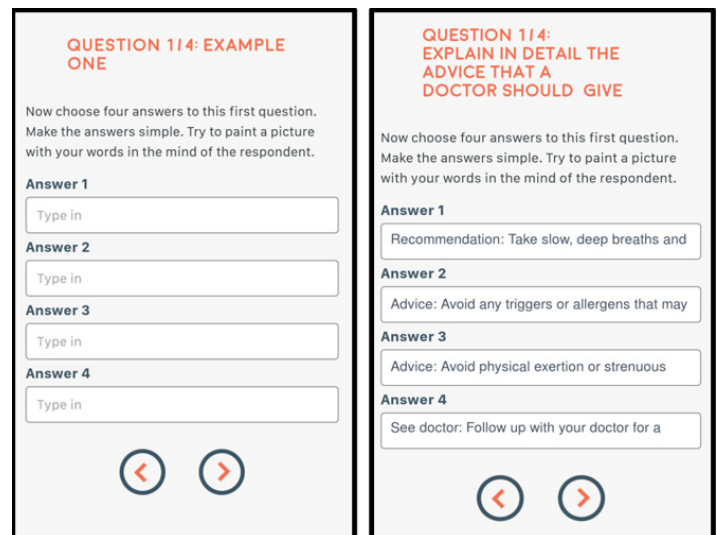 QUESTION 1/4: EXAMPLE
ONE
Now choose four answers to this first question.
Make the answers simple. Try to paint a picture
with your words in the mind of the respondent.
Answer 1
Type in
Answer 2
Type in
Answer 3
Type in
Answer 4
Type in
QUESTION 1/4:
EXPLAIN IN DETAIL THE
ADVICE THAT A
DOCTOR SHOULD GIVE
Now choose four answers to this first question.
Make the answers simple. Try to paint a picture
with your words in the mind of the respondent.
Answer 1
Recommendation: Take slow, deep breaths and
Answer 2
Advice: Avoid any triggers or allergens that may
Answer 3
Advice: Avoid physical exertion or strenuous
Answer 4
See doctor: Follow up with your doctor for a